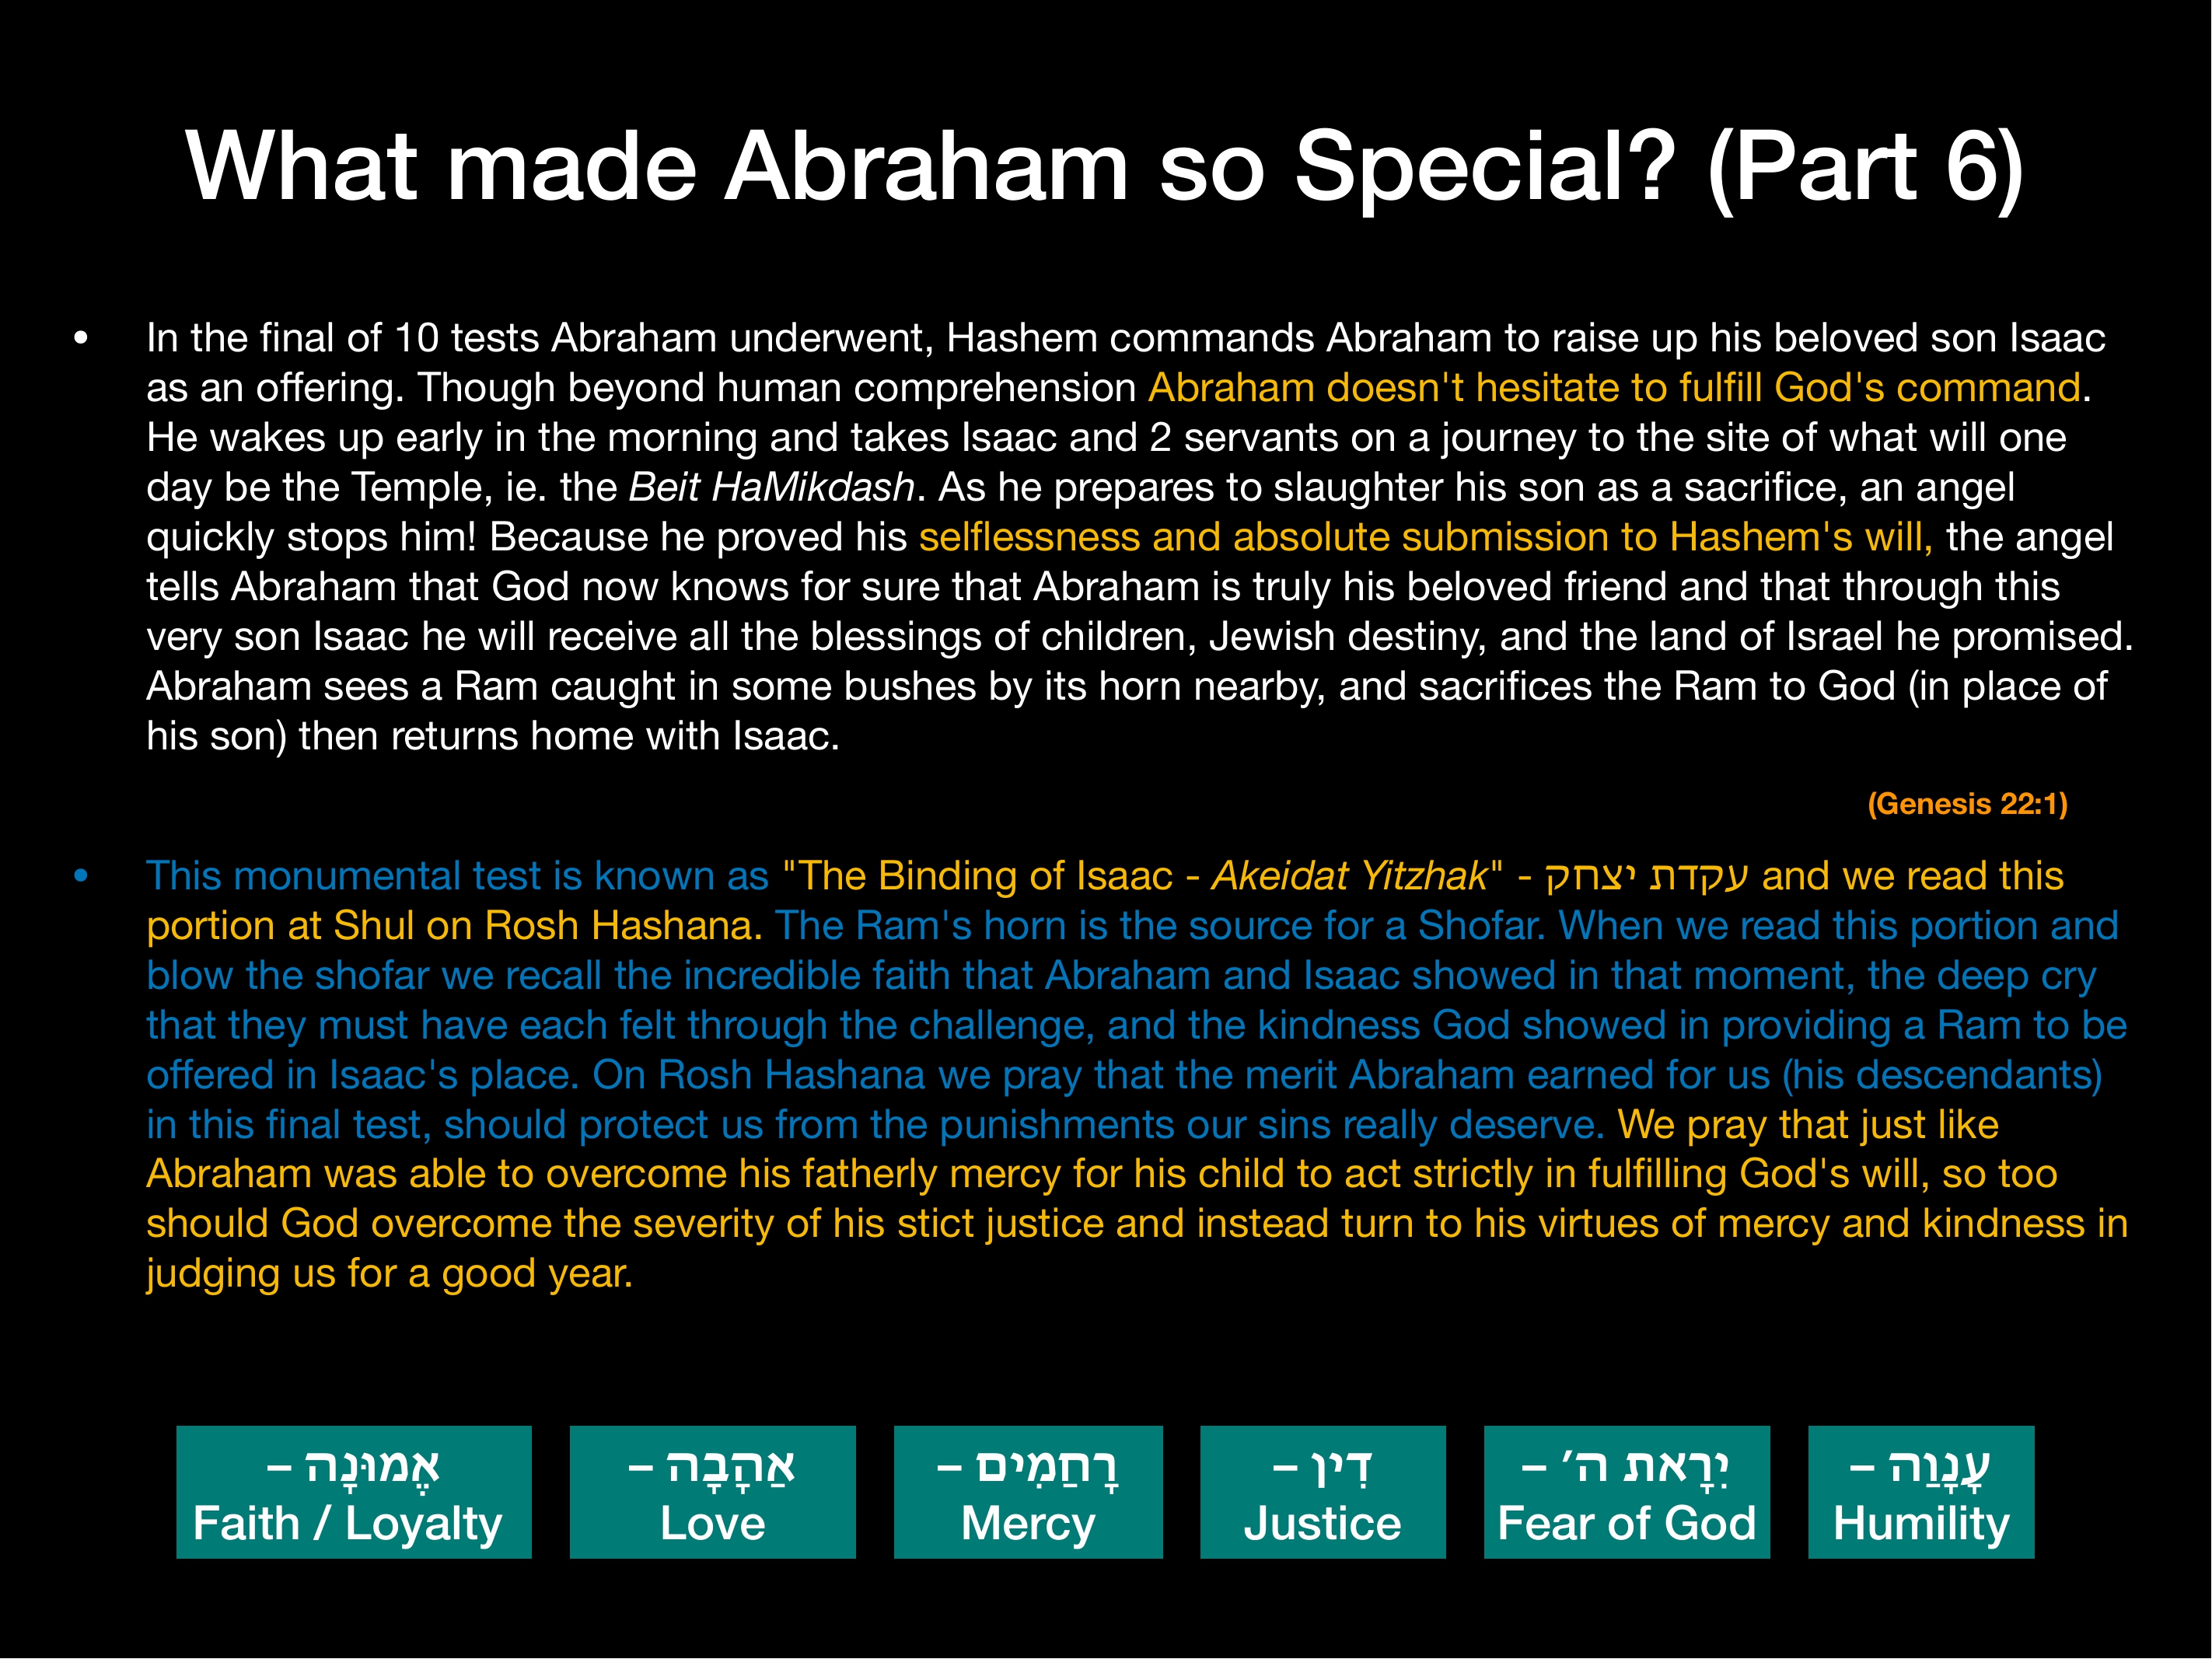 What made Abraham so Special? (Part 6)
• In the final of 10 tests Abraham underwent, Hashem commands Abraham to raise up his beloved son Isaac
as an offering. Though beyond human comprehension Abraham doesn't hesitate to fulfill God's command.
He wakes up early in the morning and takes Isaac and 2 servants on a journey to the site of what will one
day be the Temple, ie. the Beit HaMikdash. As he prepares to slaughter his son as a sacrifice, an angel
quickly stops him! Because he proved his selflessness and absolute submission to Hashem's will, the angel
tells Abraham that God now knows for sure that Abraham is truly his beloved friend and that through this
very son Isaac he will receive all the blessings of children, Jewish destiny, and the land of Israel he promised.
Abraham sees a Ram caught in some bushes by its horn nearby, and sacrifices the Ram to God (in place of
his son) then returns home with Isaac.
(Genesis 22:1)
• This monumental test is known as "The Binding of Isaac - Akeidat Yitzhak" - עקדת יצחק and we read this
portion at Shul on Rosh Hashana. The Ram's horn is the source for a Shofar. When we read this portion and
blow the shofar we recall the incredible faith that Abraham and Isaac showed in that moment, the deep cry
that they must have each felt through the challenge, and the kindness God showed in providing a Ram to be
offered in Isaac's place. On Rosh Hashana we pray that the merit Abraham earned for us (his descendants)
in this final test, should protect us from the punishments our sins really deserve. We pray that just like
Abraham was able to overcome his fatherly mercy for his child to act strictly in fulfilling God's will, so too
should God overcome the severity of his stict justice and instead turn to his virtues of mercy and kindness in
judging us for a good year.
אֱמוּנָה –
Faith / Loyalty
אַהָבָה –
Love
רָחַמִים –
Mercy
דִין –
Justice
יִרָאת ה׳ –
Fear of God
עָנָוַה –
Humility